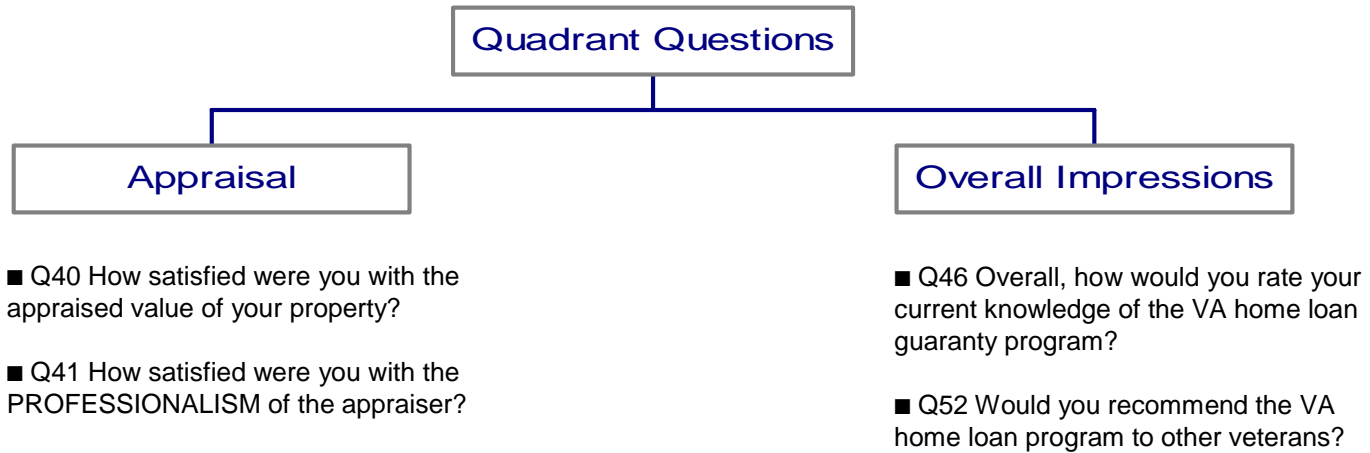 Quadrant Questions
Appraisal
■ Q40 How satisfied were you with the
appraised value of your property?
■ Q41 How satisfied were you with the
PROFESSIONALISM of the appraiser?
Overall Impressions
■ Q46 Overall, how would you rate your
current knowledge of the VA home loan
guaranty program?
■ Q52 Would you recommend the VA
home loan program to other veterans?